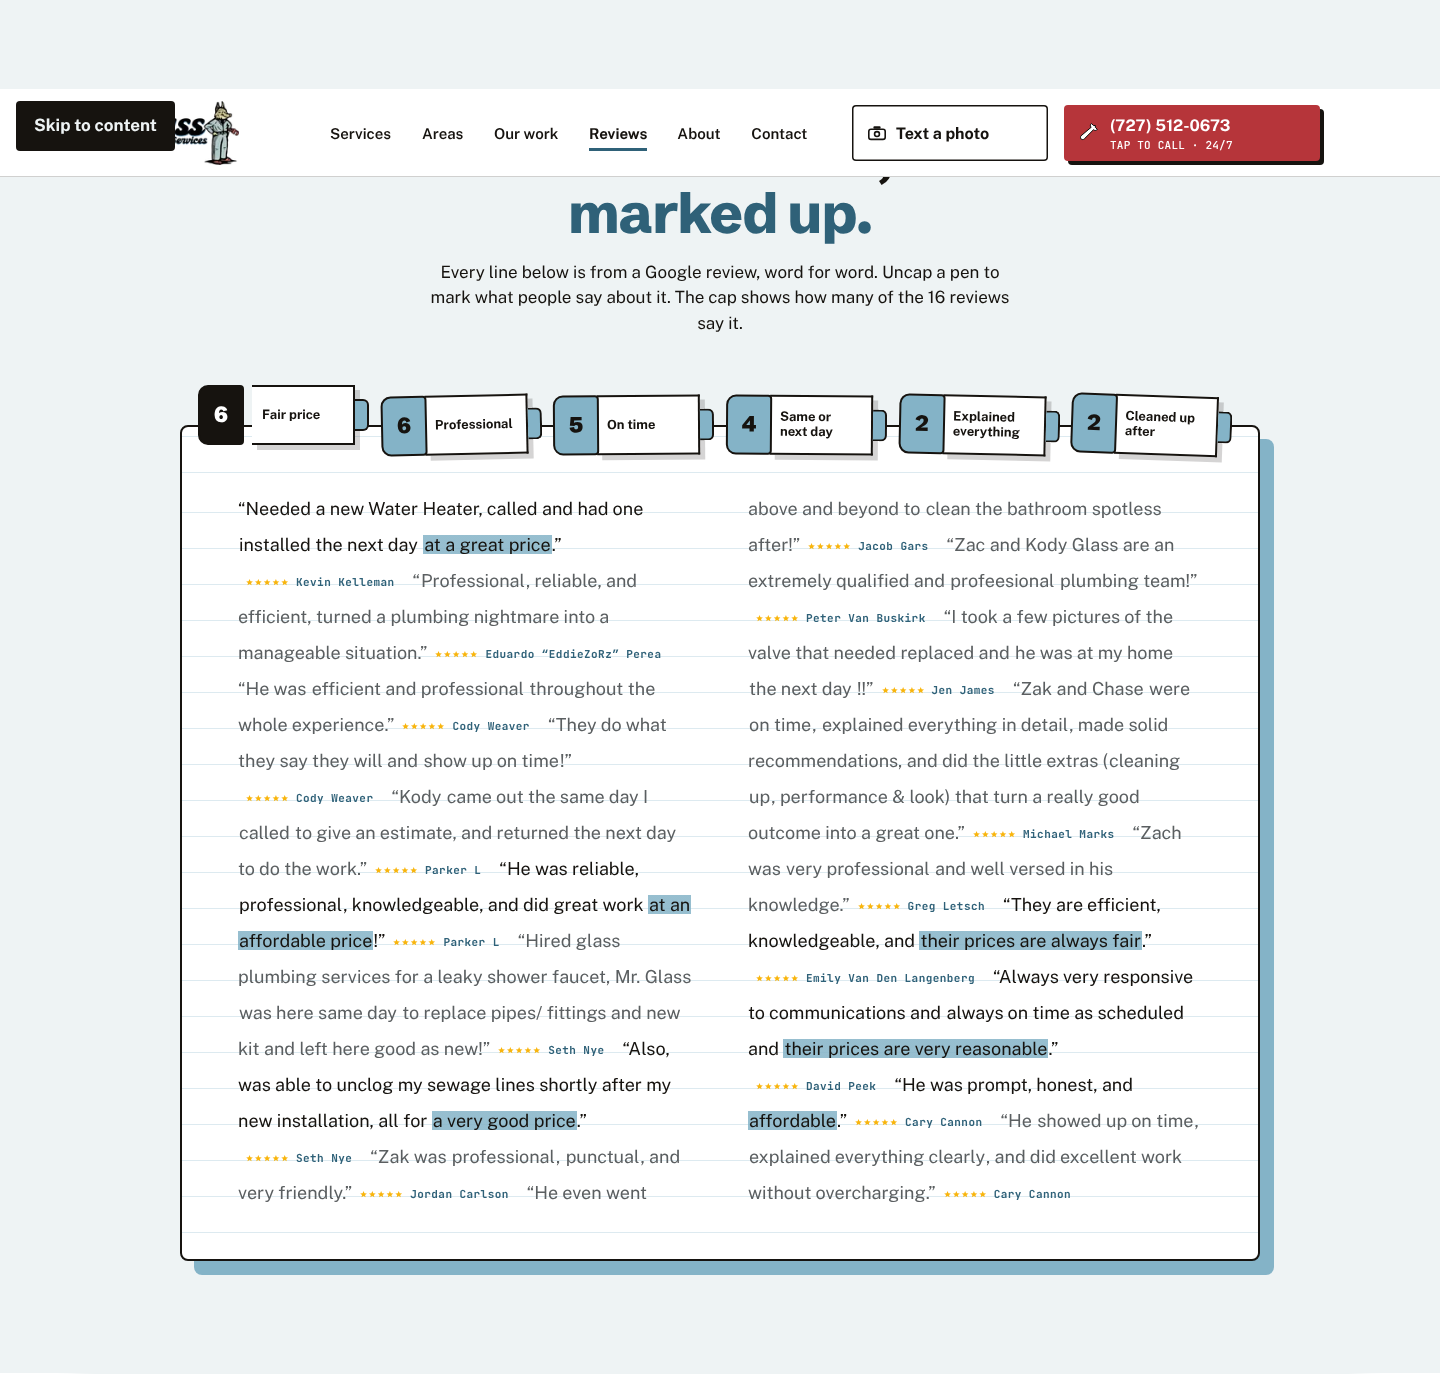 Skip to content
SS
ervices
Services
Areas
Our work
Reviews
About
Contact
Text a photo
(727) 512-0673
TAP TO CALL · 24/7
marked up.
Every line below is from a Google review, word for word. Uncap a pen to
mark what people say about it. The cap shows how many of the 16 reviews
say it.
6 Fair price
6 Professional
5 On time
4 Same or
next day
2 Explained
everything
2 Cleaned up
after
“Needed a new Water Heater, called and had one
installed the next day at a great price.”
★★★★★ Kevin Kelleman “Professional, reliable, and
efficient, turned a plumbing nightmare into a
manageable situation.” ★★★★★ Eduardo “EddieZoRz” Perea
“He was efficient and professional throughout the
whole experience.” ★★★★★ Cody Weaver “They do what
they say they will and show up on time!”
★★★★★ Cody Weaver “Kody came out the same day I
called to give an estimate, and returned the next day
to do the work.” ★★★★★ Parker L “He was reliable,
professional, knowledgeable, and did great work at an
affordable price!” ★★★★★ Parker L “Hired glass
plumbing services for a leaky shower faucet, Mr. Glass
was here same day to replace pipes/ fittings and new
kit and left here good as new!” ★★★★★ Seth Nye “Also,
was able to unclog my sewage lines shortly after my
new installation, all for a very good price.”
★★★★★ Seth Nye “Zak was professional, punctual, and
very friendly.” ★★★★★ Jordan Carlson “He even went
above and beyond to clean the bathroom spotless
after!” ★★★★★ Jacob Gars “Zac and Kody Glass are an
extremely qualified and profeesional plumbing team!”
★★★★★ Peter Van Buskirk “I took a few pictures of the
valve that needed replaced and he was at my home
the next day !!” ★★★★★ Jen James “Zak and Chase were
on time, explained everything in detail, made solid
recommendations, and did the little extras (cleaning
up, performance & look) that turn a really good
outcome into a great one.” ★★★★★ Michael Marks “Zach
was very professional and well versed in his
knowledge.” ★★★★★ Greg Letsch “They are efficient,
knowledgeable, and their prices are always fair.”
★★★★★ Emily Van Den Langenberg “Always very responsive
to communications and always on time as scheduled
and their prices are very reasonable.”
★★★★★ David Peek “He was prompt, honest, and
affordable.” ★★★★★ Cary Cannon “He showed up on time,
explained everything clearly, and did excellent work
without overcharging.” ★★★★★ Cary Cannon